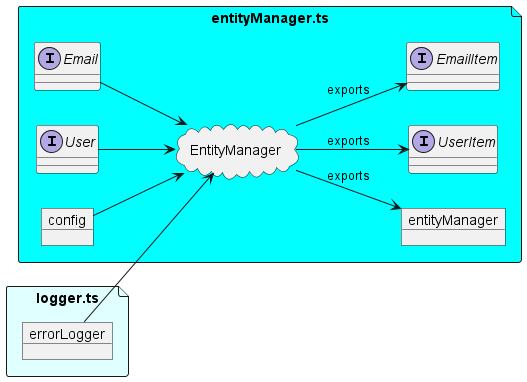 entityManager.ts
I Email
exports
I EmailItem
I User
EntityManager
exports
I UserItem
config
exports
entityManager
logger.ts
errorLogger